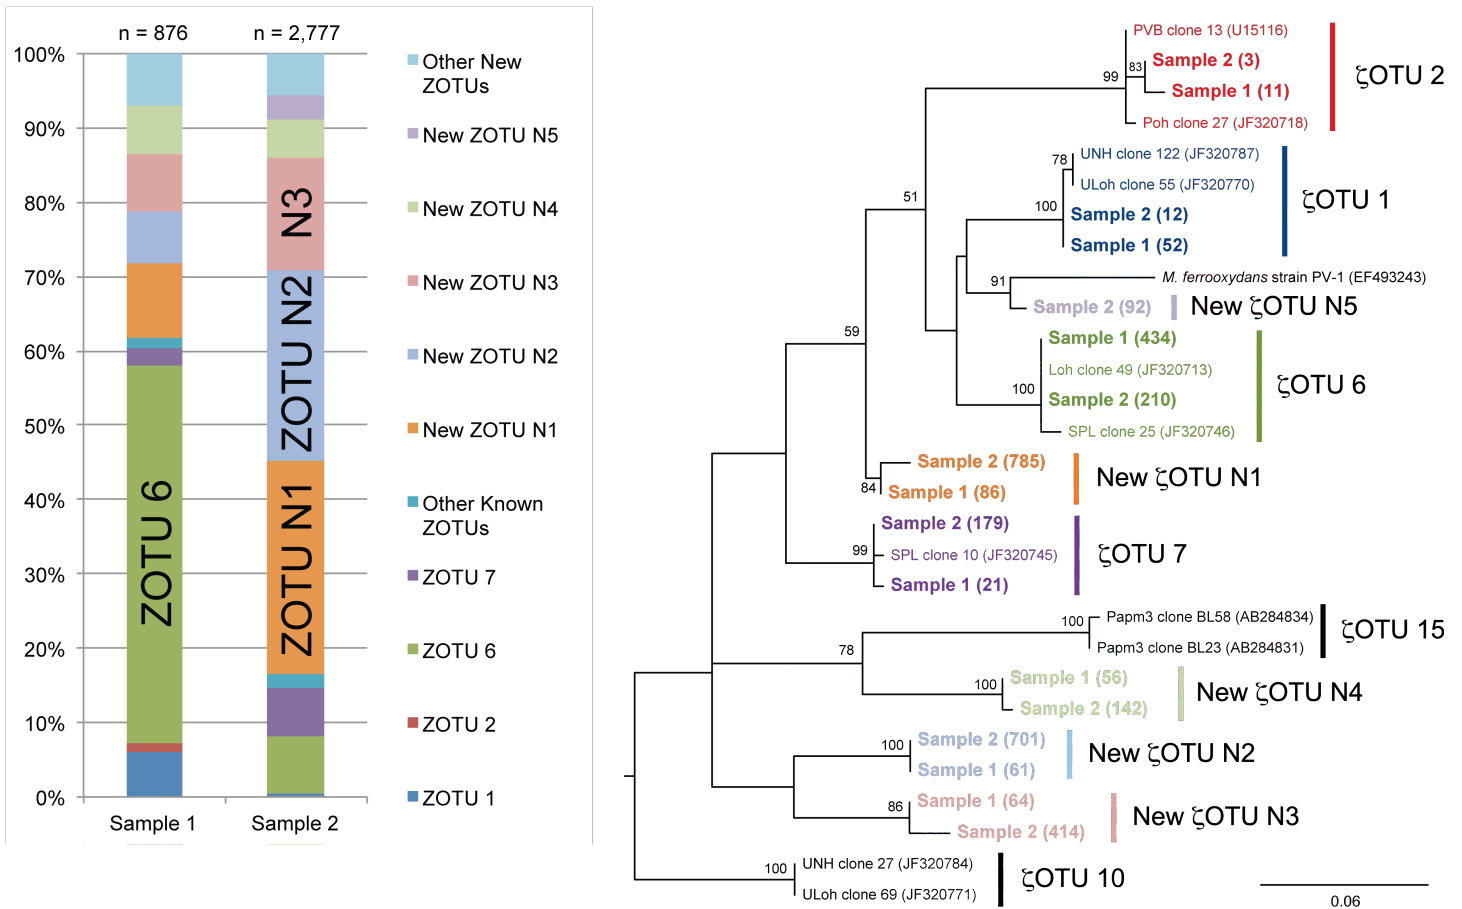 n = 876
n = 2,777
100%
90%
80%
70%
60%
50%
40%
30%
20%
10%
0%
ZOTU 6
N3
ZOTU N2
ZOTU N1
Sample 1
Sample 2
Other New
ZOTUs
New ZOTU N5
New ZOTU N4
New ZOTU N3
New ZOTU N2
New ZOTU N1
Other Known
ZOTUs
ZOTU 7
ZOTU 6
ZOTU 2
ZOTU 1
PVB clone 13 (U15116)
Sample 2 (3)
83
99
Sample 1 (11)
Poh clone 27 (JF320718)
ζOTU 2
UNH clone 122 (JF320787)
78
ULoh clone 55 (JF320770)
51
100
Sample 2 (12)
Sample 1 (52)
ζOTU 1
M. ferrooxydans strain PV-1 (EF493243)
91
Sample 2 (92)
New ζOTU N5
59
Sample 1 (434)
Loh clone 49 (JF320713)
100
Sample 2 (210)
SPL clone 25 (JF320746)
ζOTU 6
Sample 2 (785)
84
Sample 1 (86)
New ζOTU N1
Sample 2 (179)
99
SPL clone 10 (JF320745)
Sample 1 (21)
ζOTU 7
100
Papm3 clone BL58 (AB284834)
Papm3 clone BL23 (AB284831)
ζOTU 15
78
Sample 1 (56)
100
Sample 2 (142)
New ζOTU N4
Sample 2 (701)
100
Sample 1 (61)
New ζOTU N2
Sample 1 (64)
86
Sample 2 (414)
New ζOTU N3
UNH clone 27 (JF320784)
100
ULoh clone 69 (JF320771)
ζOTU 10
0.06